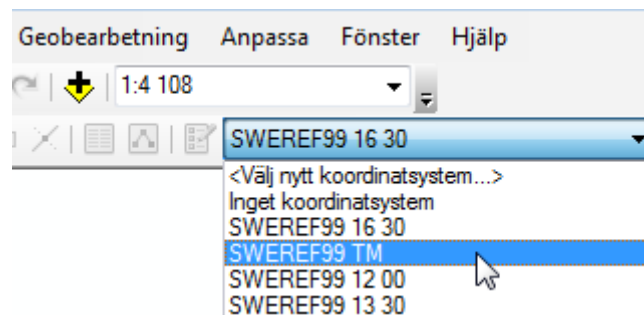 Geobearbetning Anpassa Fönster Hjälp
1:4 108
SWEREF99 16 30
<Välj nytt koordinatsystem...>
Inget koordinatsystem
SWEREF99 16 30
SWEREF99 TM
SWEREF99 12 00
SWEREF99 13 30